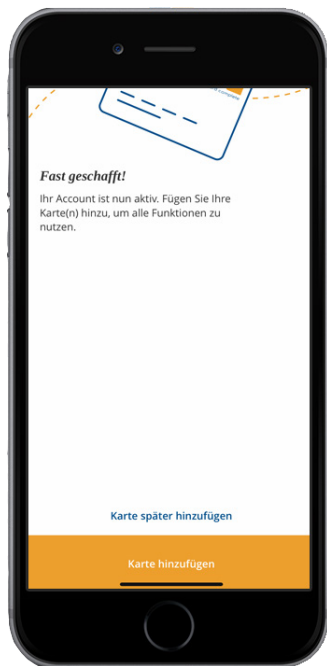 Fast geschafft!
Ihr Account ist nun aktiv. Fügen Sie Ihre
Karte(n) hinzu, um alle Funktionen zu
nutzen.
Karte später hinzufügen
Karte hinzufügen